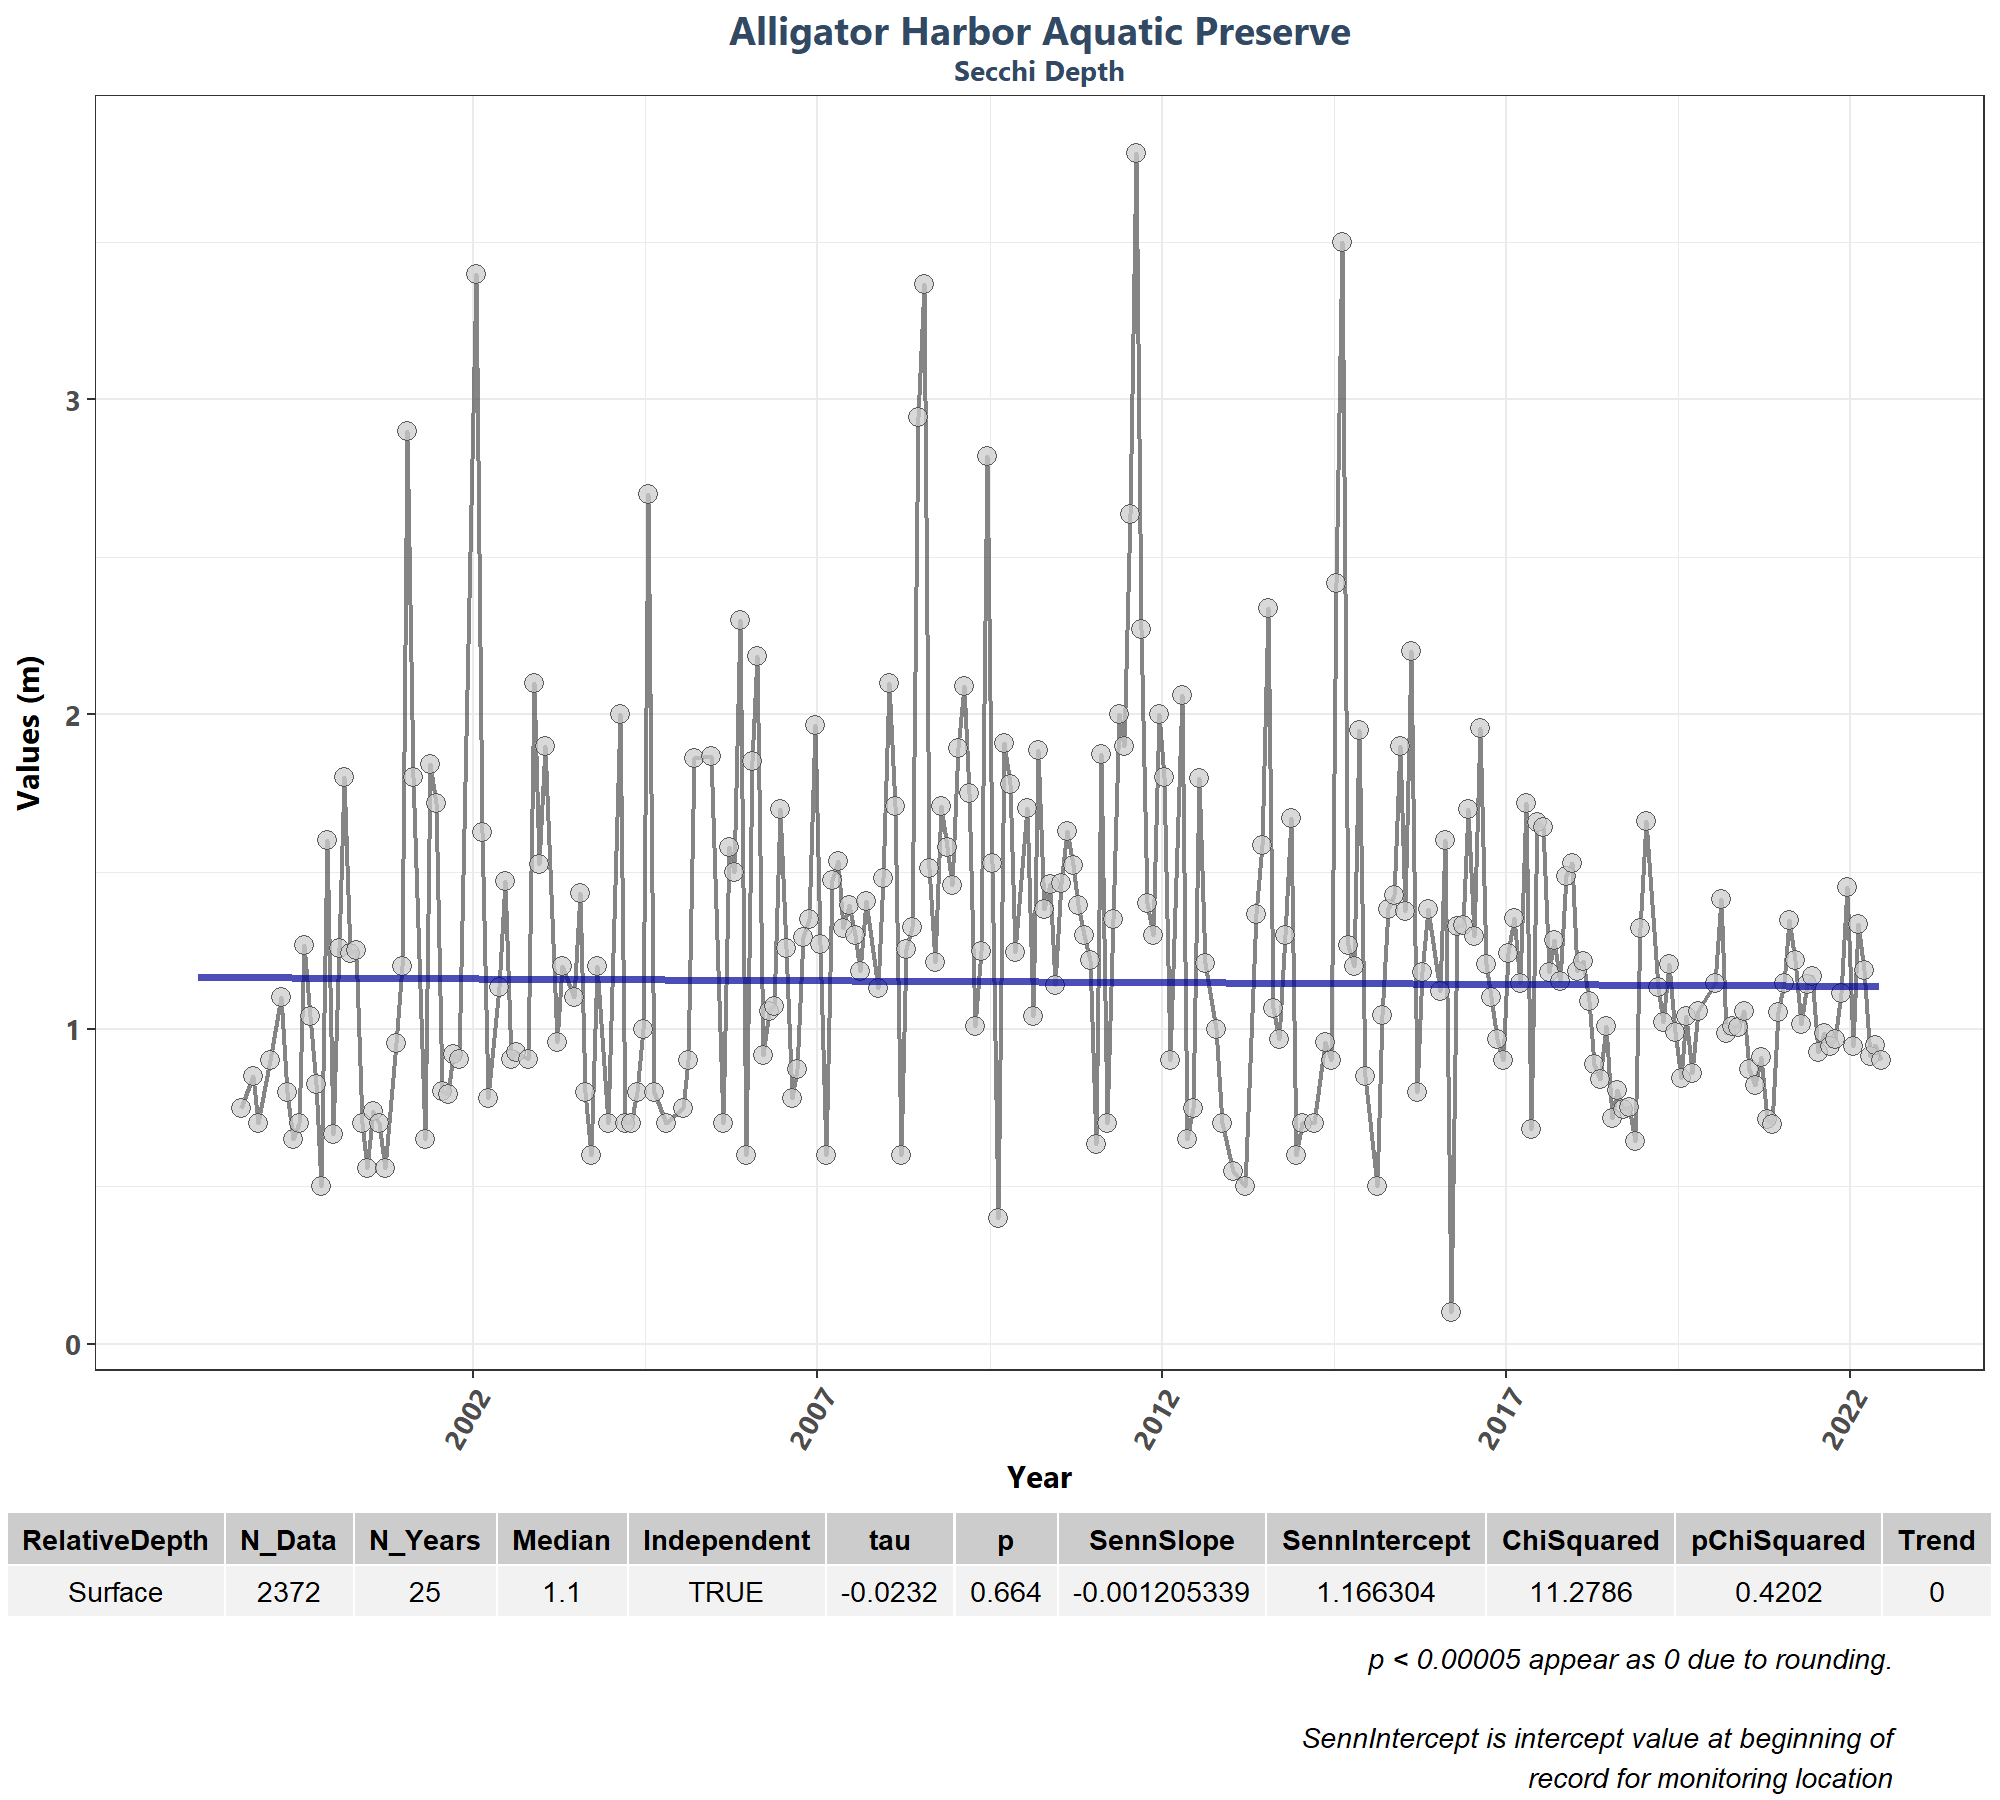 Alligator Harbor Aquatic Preserve
Secchi Depth
Values (m)
3
2
1
0
2002
2007
2012
2017
2022
Year
RelativeDepth N_Data N_Years Median Independent tau p SennSlope SennIntercept ChiSquared pChiSquared Trend
Surface 2372 25 1.1 TRUE -0.0232 0.664 -0.001205339 1.166304 11.2786 0.4202 0
p < 0.00005 appear as 0 due to rounding.
SennIntercept is intercept value at beginning of
record for monitoring location